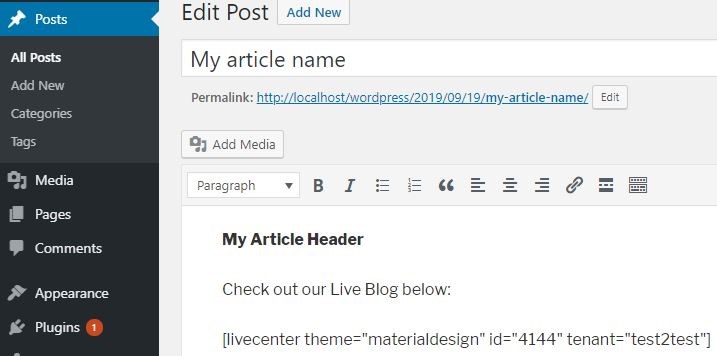 Posts
All Posts
Add New
Categories
Tags
Media
Pages
Comments
Appearance
Plugins 1
Edit Post Add New
My article name
Permalink: http://localhost/wordpress/2019/09/19/my-article-name/ Edit
Add Media
Paragraph
My Article Header
Check out our Live Blog below:
[livecenter theme="materialdesign" id="4144" tenant="test2test"]